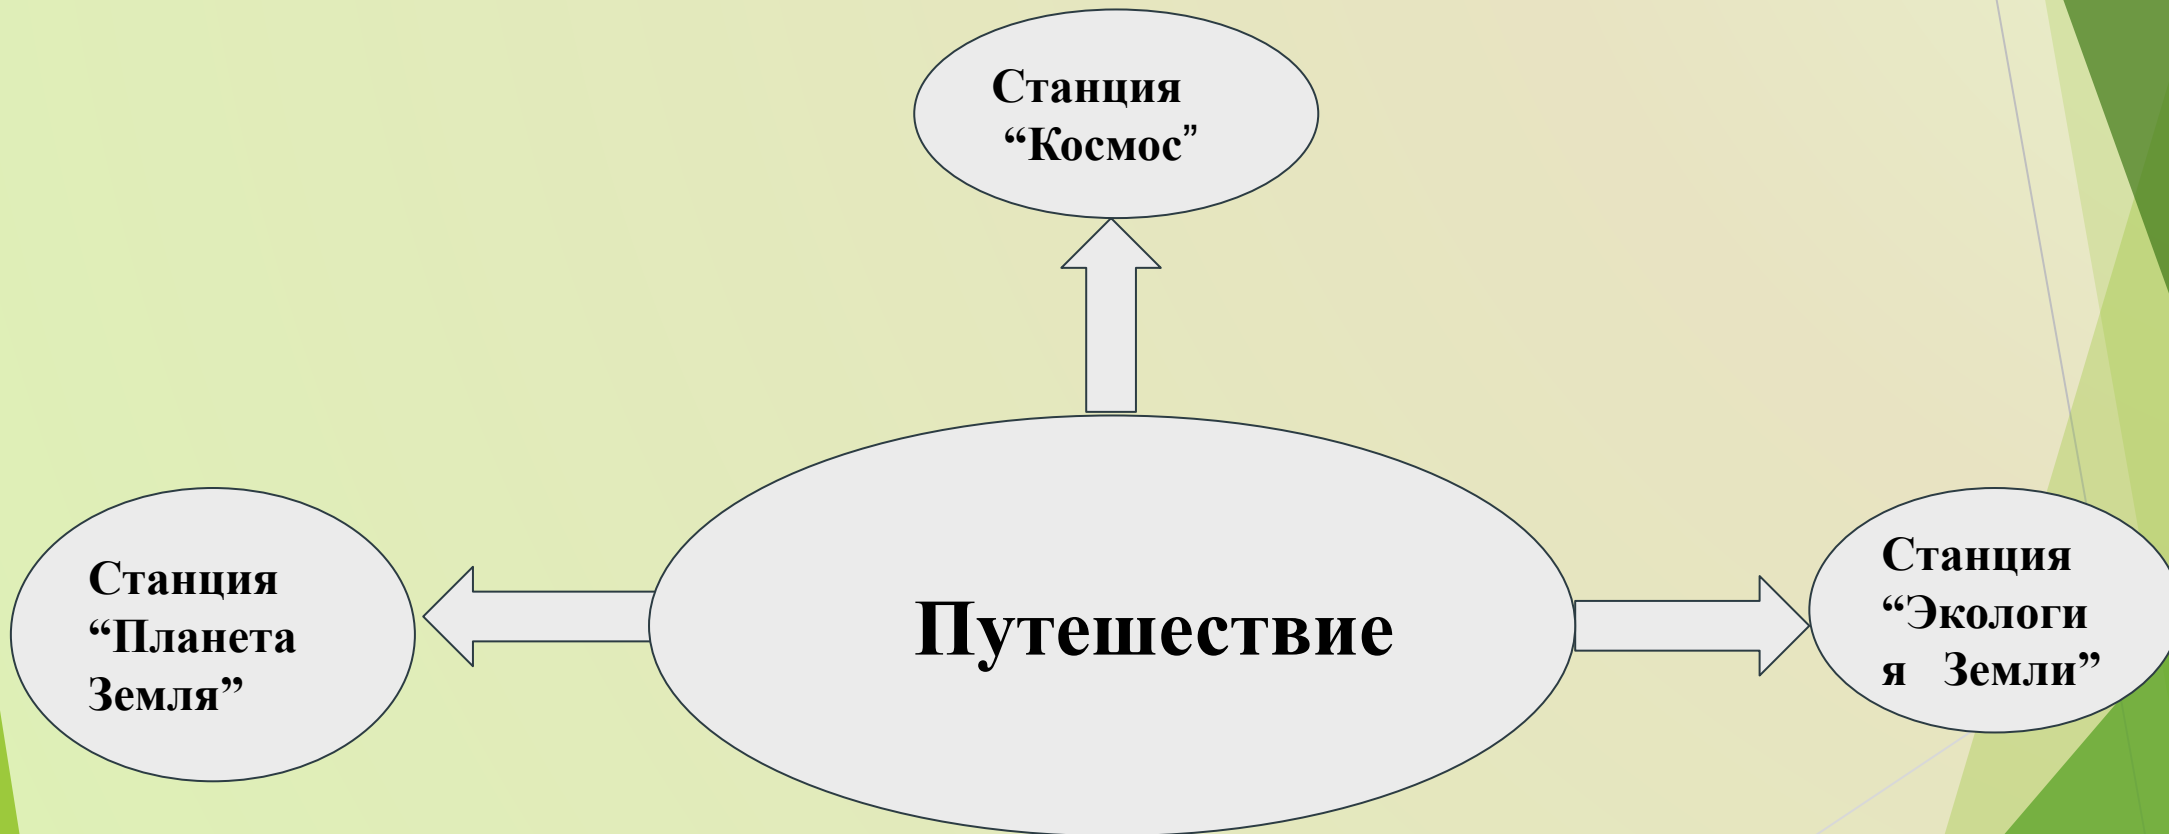 Станция
“Космос”
Станция
“Планета
Земля”
Путешествие
Станция
“Экологи
я Земли”